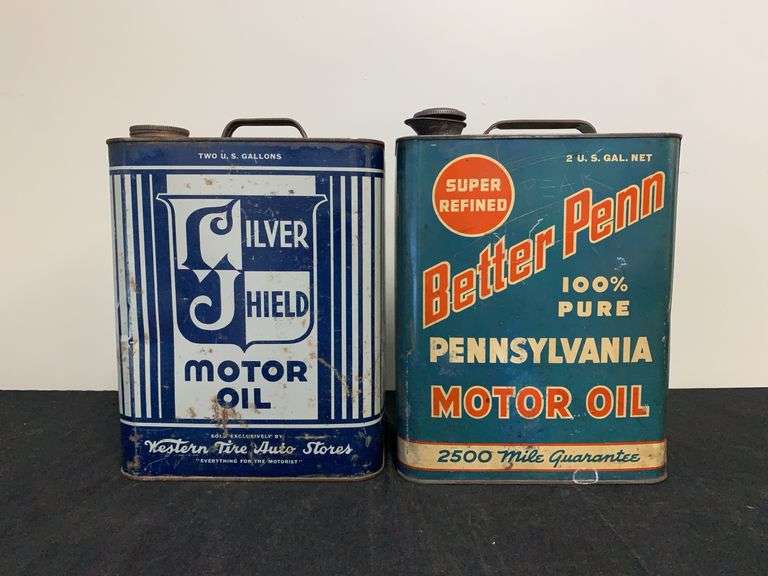 TWO U.S. GALLONS
SILVER
SHIELD
MOTOR
OIL
SOLD EXCLUSIVELY BY
Western Tire Auto Stores
"EVERYTHING FOR THE MOTORIST"
2 U.S. GAL. NET
SUPER
REFINED
Better Penn
100%
PURE
PENNSYLVANIA
MOTOR OIL
2500 Mile Guarantee